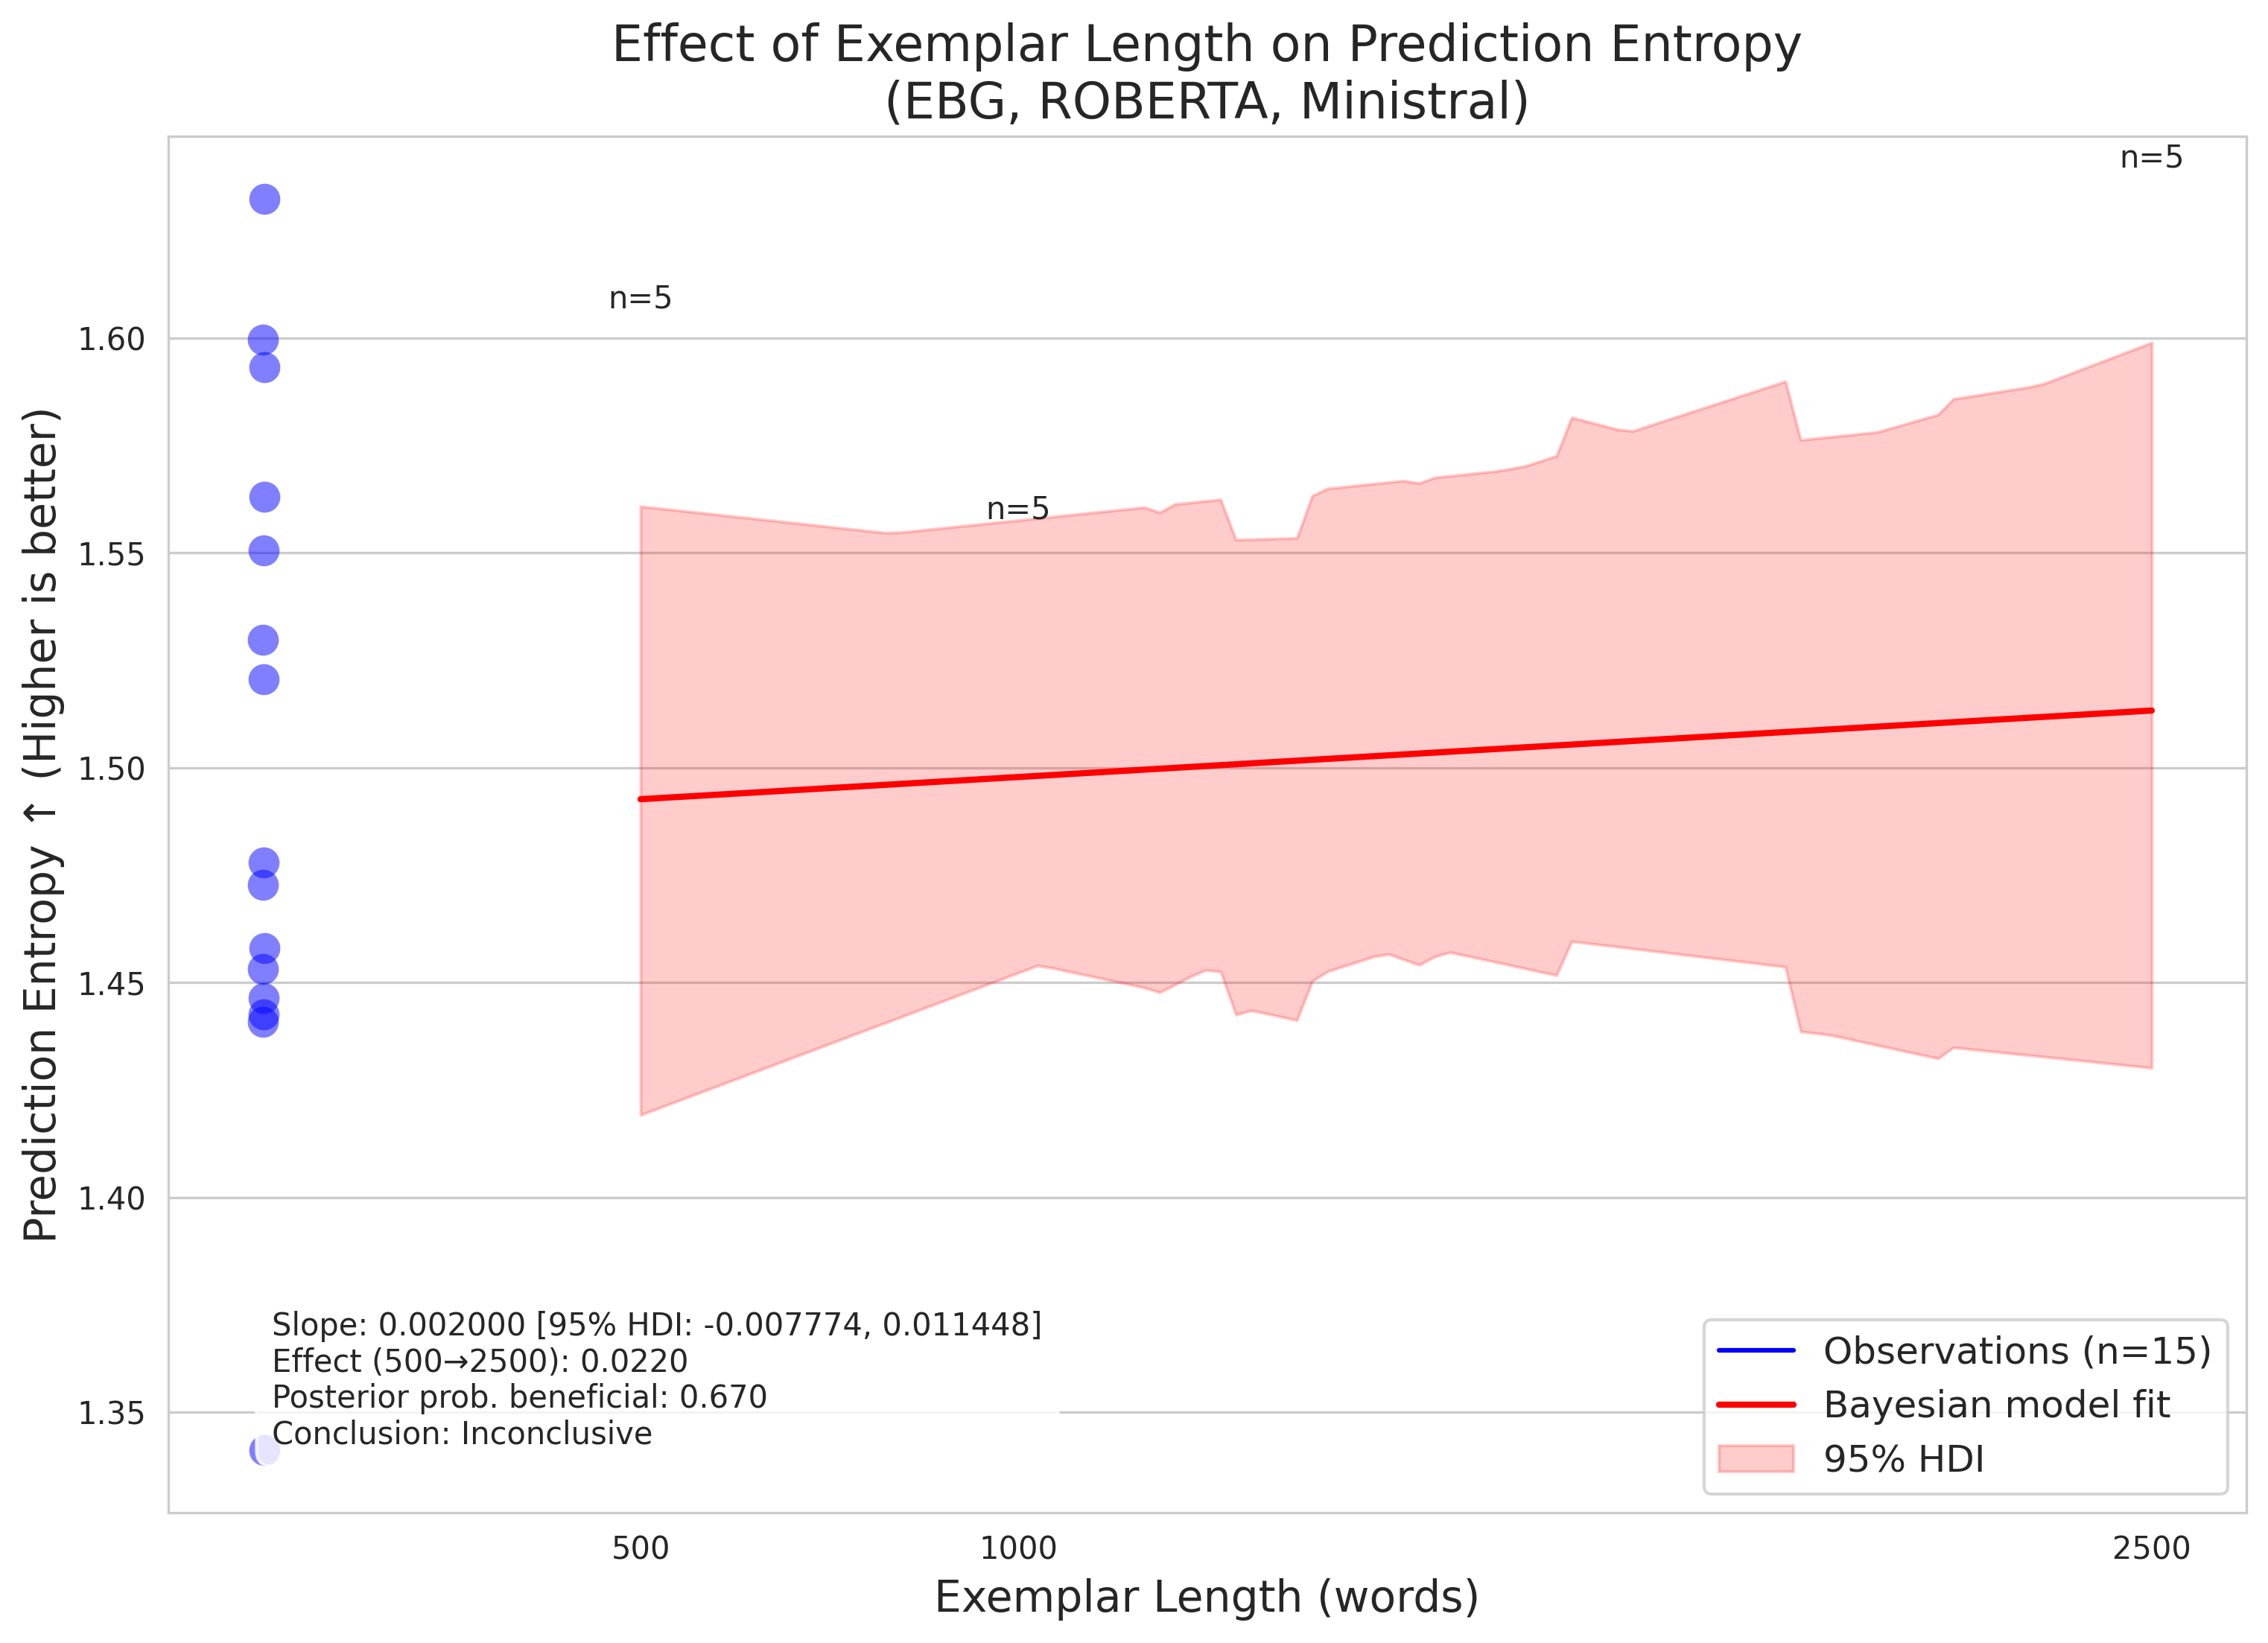 Effect of Exemplar Length on Prediction Entropy
(EBG, ROBERTA, Ministral)
Prediction Entropy ↑ (Higher is better)
1.60
1.55
1.50
1.45
1.40
1.35
n=5
n=5
n=5
Slope: 0.002000 [95% HDI: -0.007774, 0.011448]
Effect (500→2500): 0.0220
Posterior prob. beneficial: 0.670
Conclusion: Inconclusive
Observations (n=15)
Bayesian model fit
95% HDI
500
1000
2500
Exemplar Length (words)